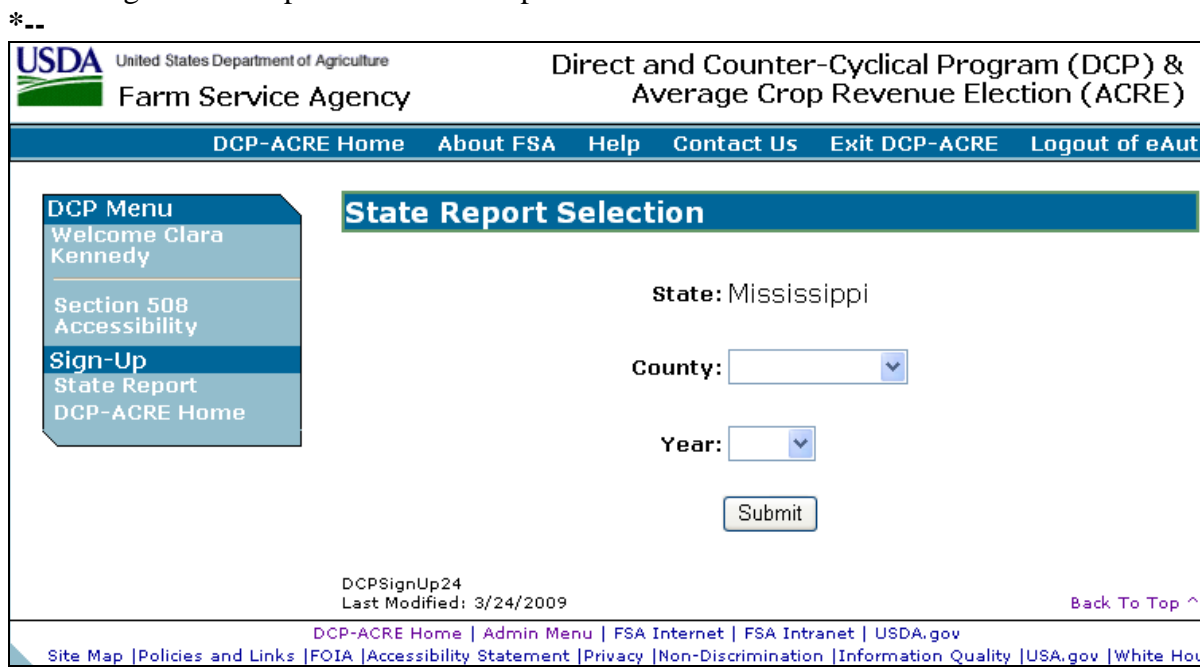 *--
USDA United States Department of Agriculture
Farm Service Agency
Direct and Counter-Cyclical Program (DCP) &
Average Crop Revenue Election (ACRE)
DCP-ACRE Home About FSA Help Contact Us Exit DCP-ACRE Logout of eAut
DCP Menu
Welcome Clara
Kennedy
Section 508
Accessibility
Sign-Up
State Report
DCP-ACRE Home
State Report Selection
State: Mississippi
County:
Year:
Submit
DCPSignUp24
Last Modified: 3/24/2009
Back To Top ^
DCP-ACRE Home | Admin Menu | FSA Internet | FSA Intranet | USDA.gov
Site Map |Policies and Links |FOIA |Accessibility Statement |Privacy |Non-Discrimination |Information Quality |USA.gov |White Hou